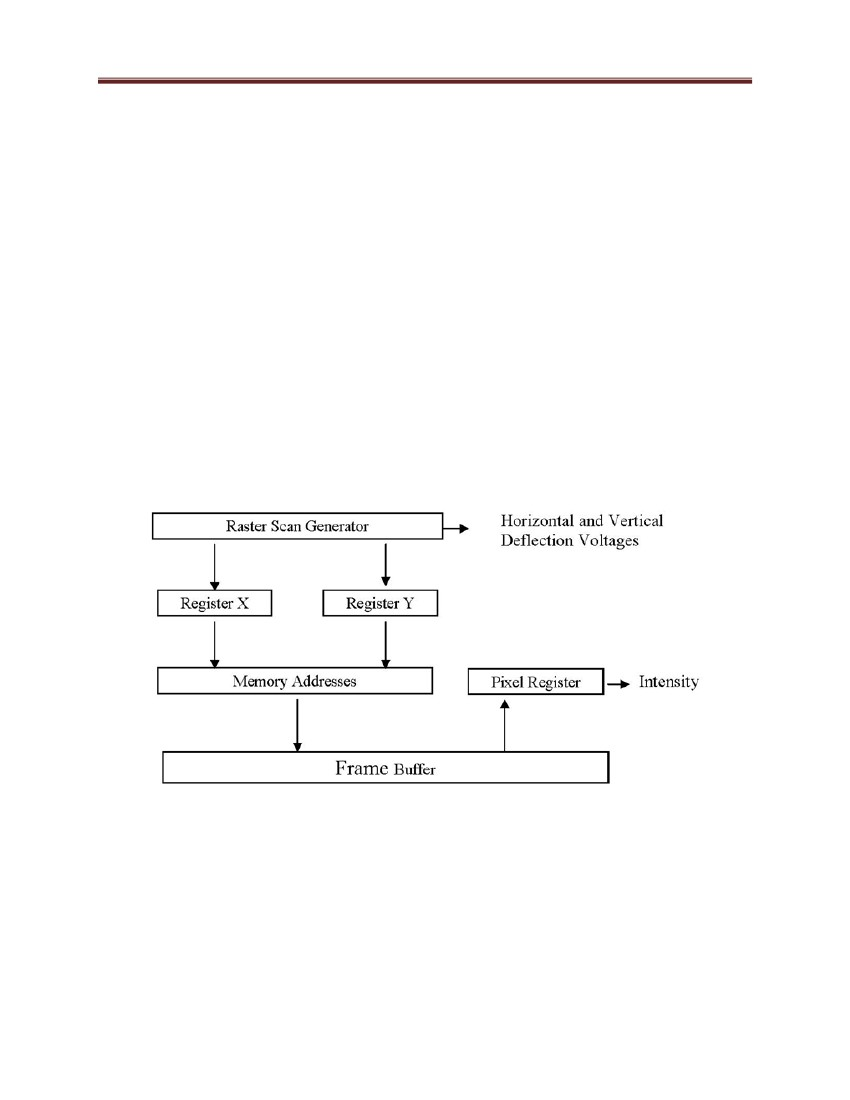 Raster Scan Generator
Horizontal and Vertical
Deflection Voltages
Register X
Register Y
Memory Addresses
Pixel Register
Intensity
Frame Buffer